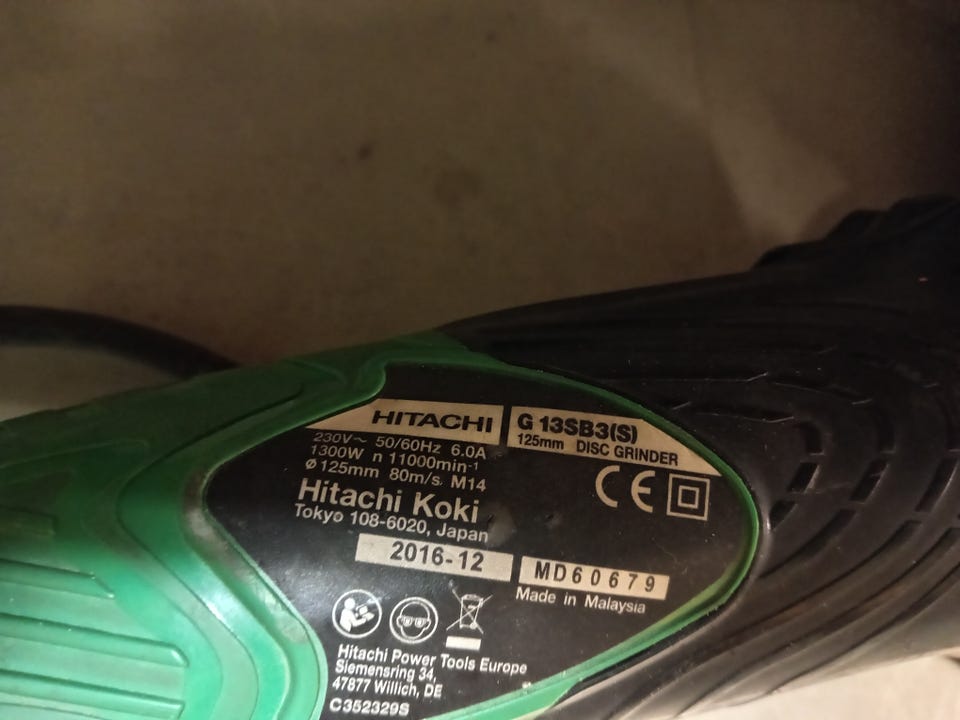 HITACHI
G 13SB3(S)
125mm DISC GRINDER
230V~ 50/60Hz 6.0A
1300W n 11000min-1
ø125mm 80m/s M14
CE
Hitachi Koki
Tokyo 108-6020, Japan
2016-12
MD60679
Made in Malaysia
Hitachi Power Tools Europe
Siemensring 34,
47877 Willich, DE
C352329S